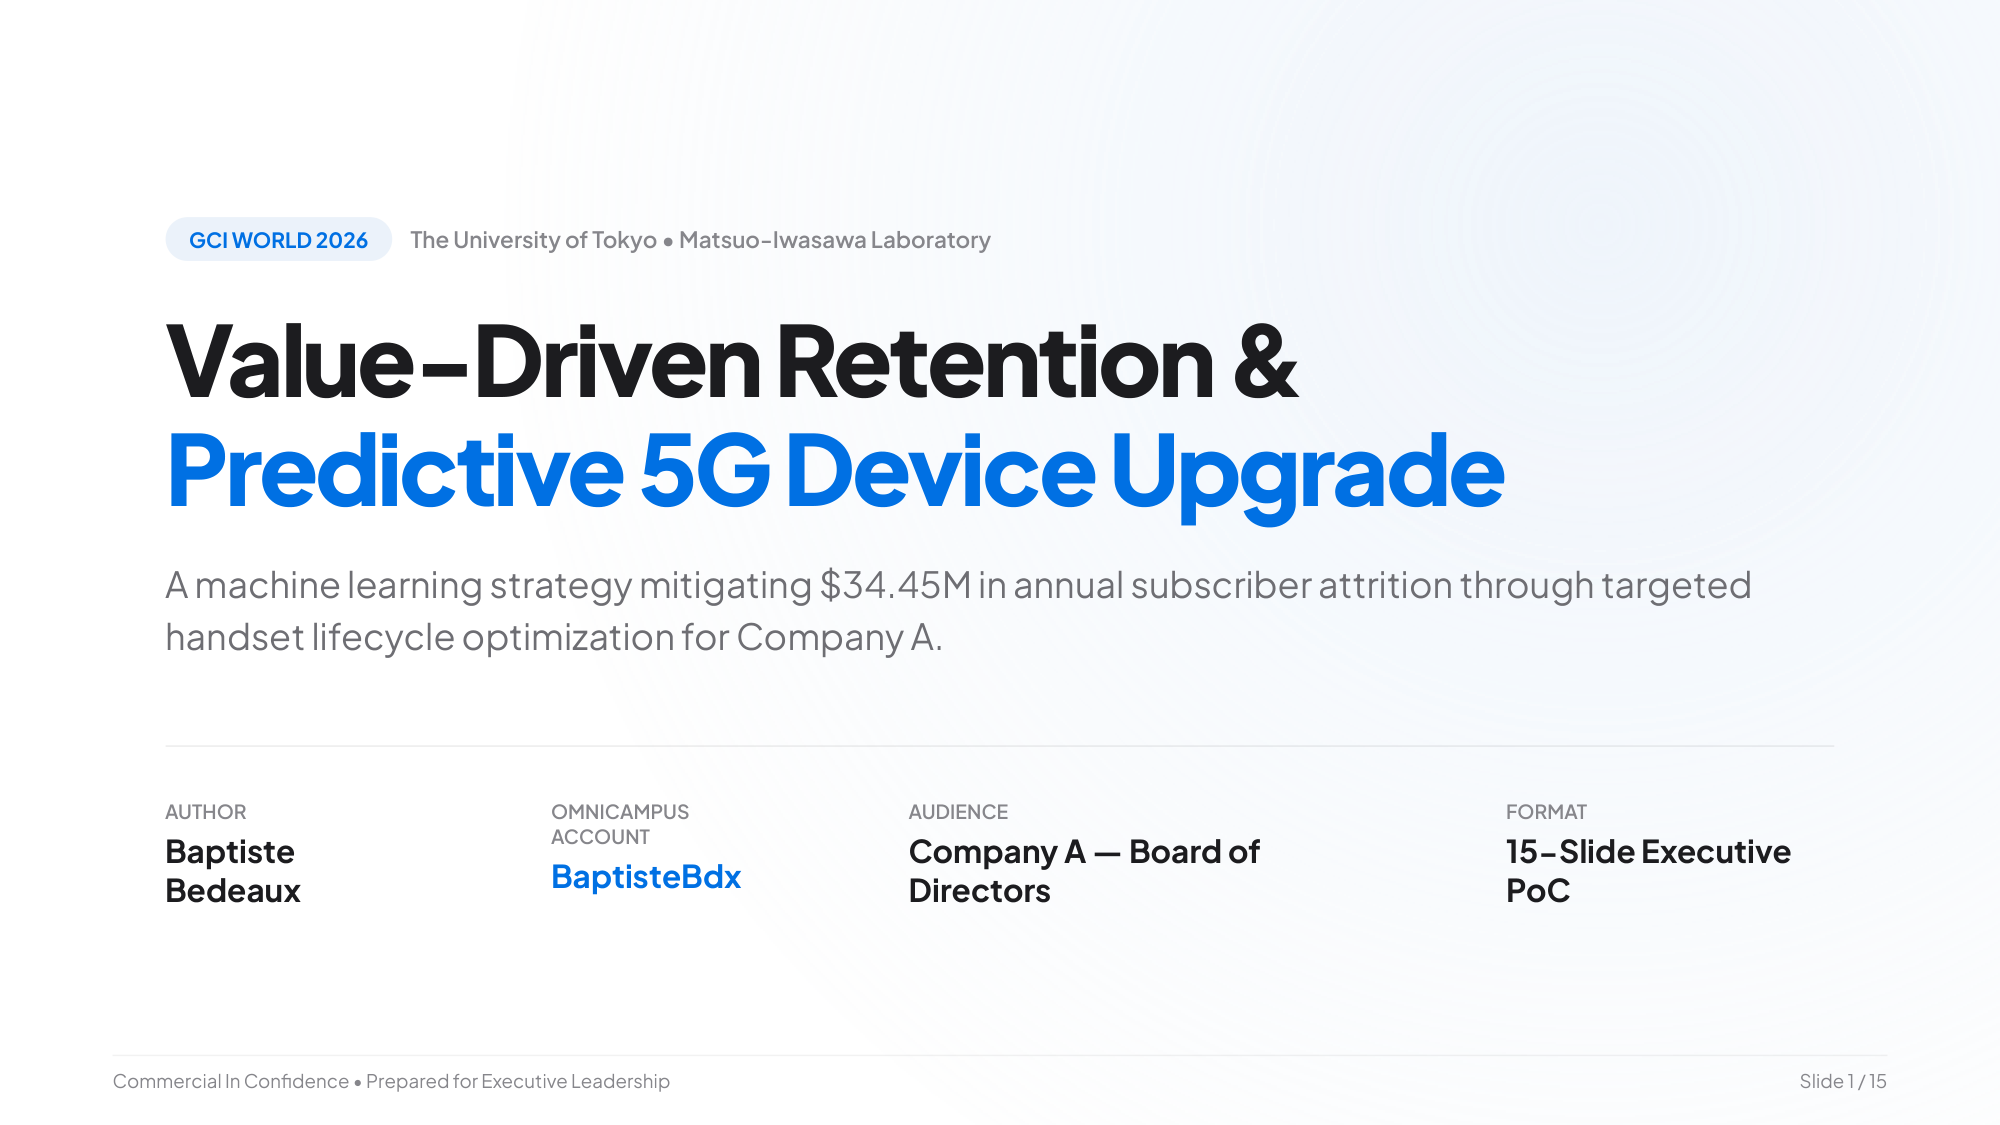 GCI WORLD 2026
The University of Tokyo • Matsuo-Iwasawa Laboratory
Value-Driven Retention &
Predictive 5G Device Upgrade
A machine learning strategy mitigating $34.45M in annual subscriber attrition through targeted
handset lifecycle optimization for Company A.
AUTHOR
Baptiste
Bedeaux
OMNICAMPUS
ACCOUNT
BaptisteBdx
AUDIENCE
Company A — Board of
Directors
FORMAT
15-Slide Executive
PoC
Commercial In Confidence • Prepared for Executive Leadership
Slide 1 / 15